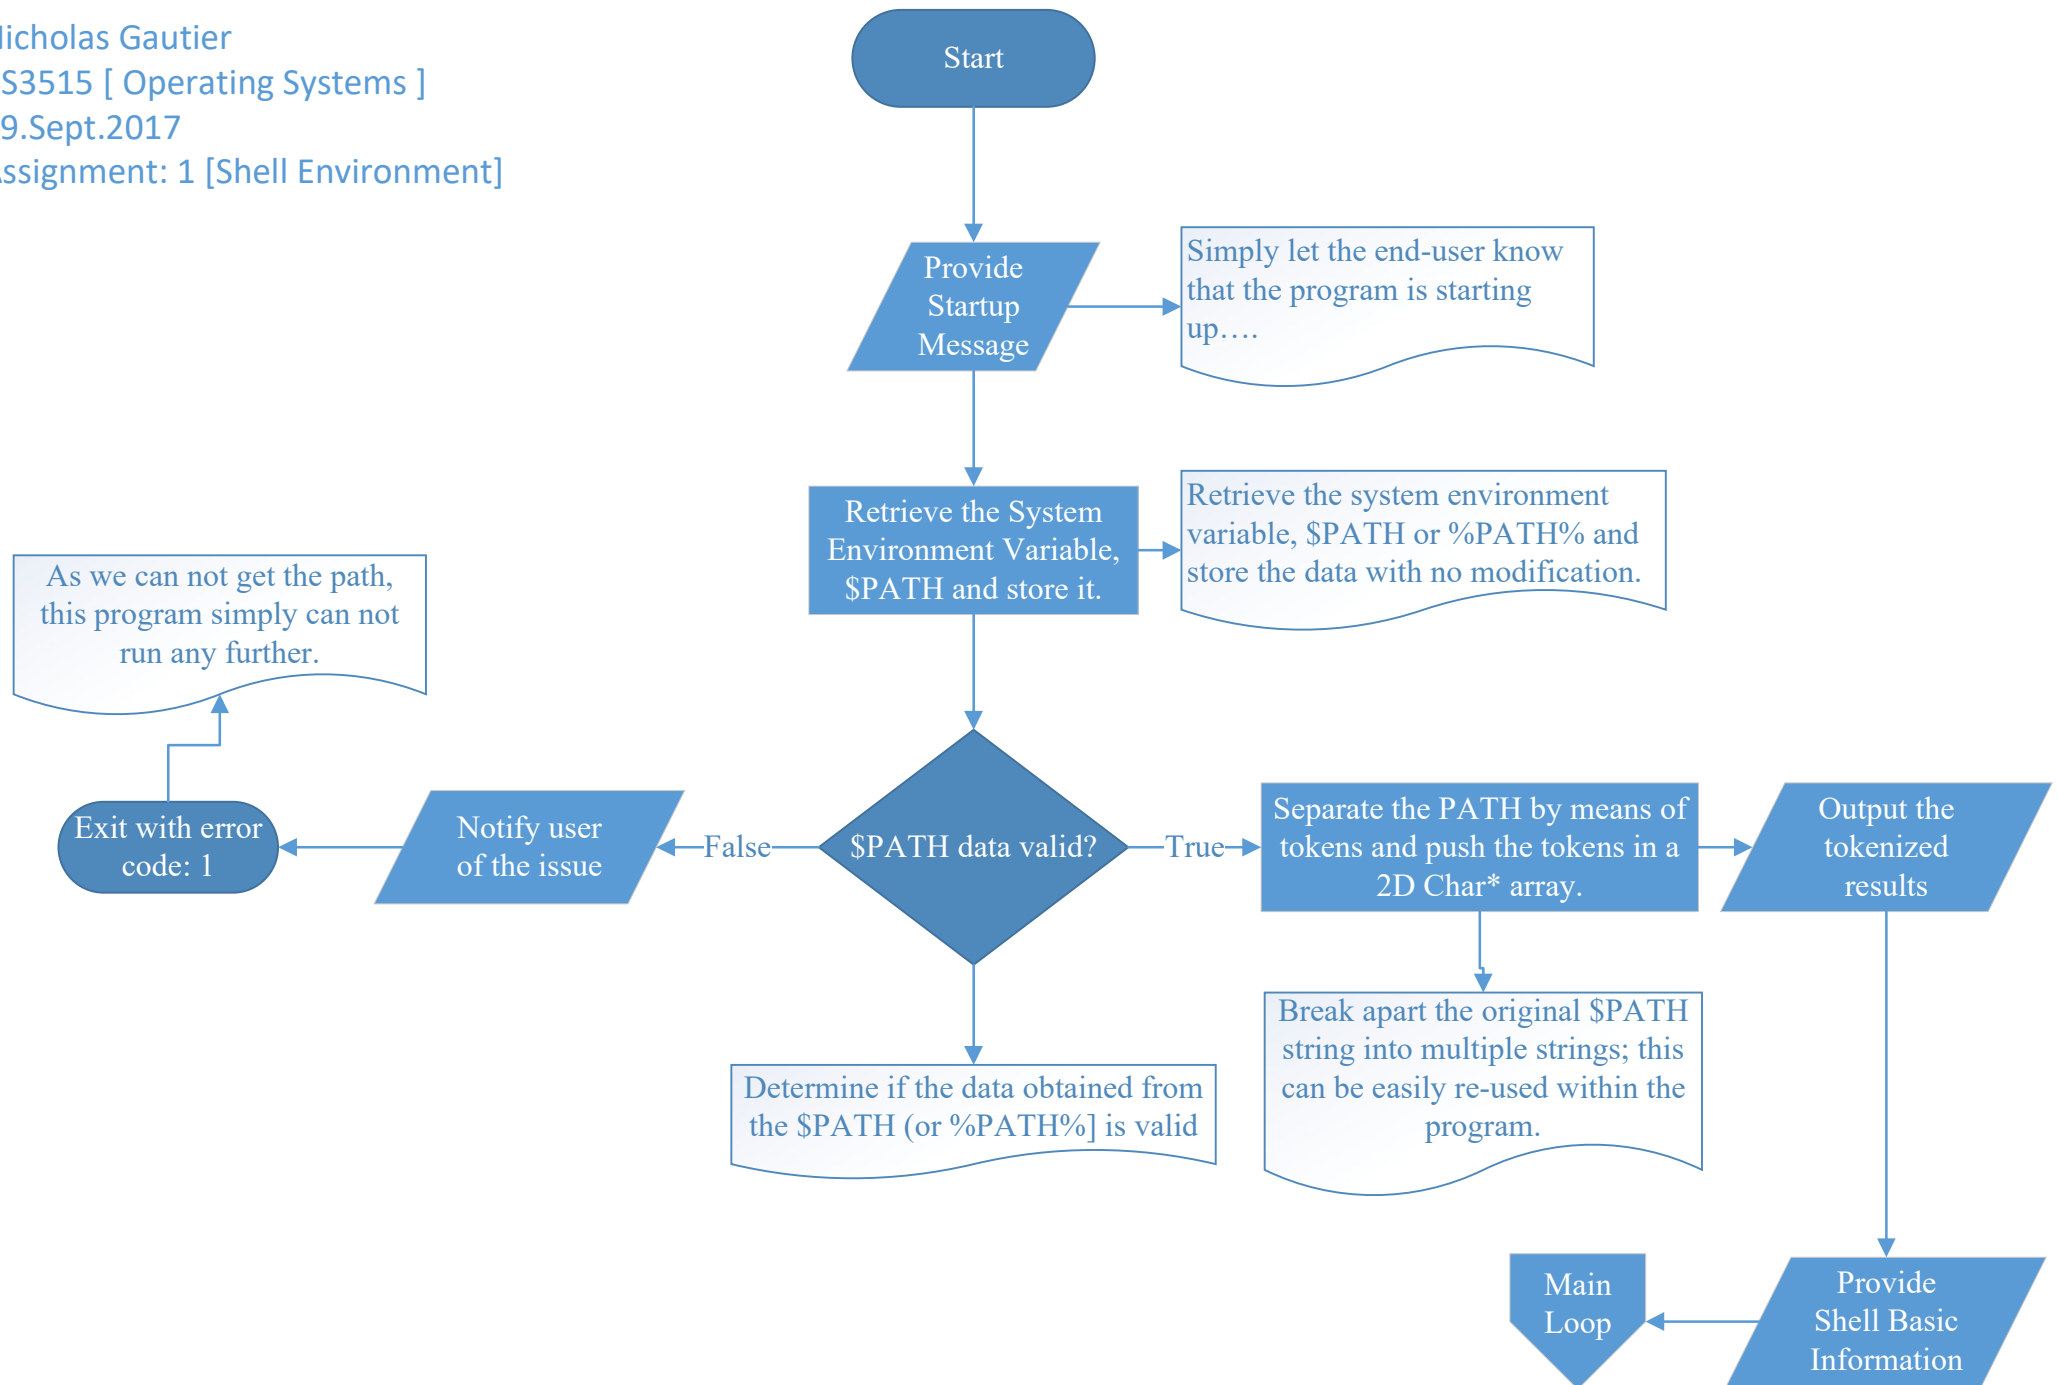 Nicholas Gautier
S3515 [ Operating Systems ]
9.Sept.2017
Assignment: 1 [Shell Environment]
Start
Provide
Startup
Message
Simply let the end-user know
that the program is starting
up….
Retrieve the System
Environment Variable,
$PATH and store it.
Retrieve the system environment
variable, $PATH or %PATH% and
store the data with no modification.
As we can not get the path,
this program simply can not
run any further.
Exit with error
code: 1
Notify user
of the issue
False
$PATH data valid?
True
Separate the PATH by means of
tokens and push the tokens in a
2D Char* array.
Output the
tokenized
results
Determine if the data obtained from
the $PATH (or %PATH%] is valid
Break apart the original $PATH
string into multiple strings; this
can be easily re-used within the
program.
Main
Loop
Provide
Shell Basic
Information